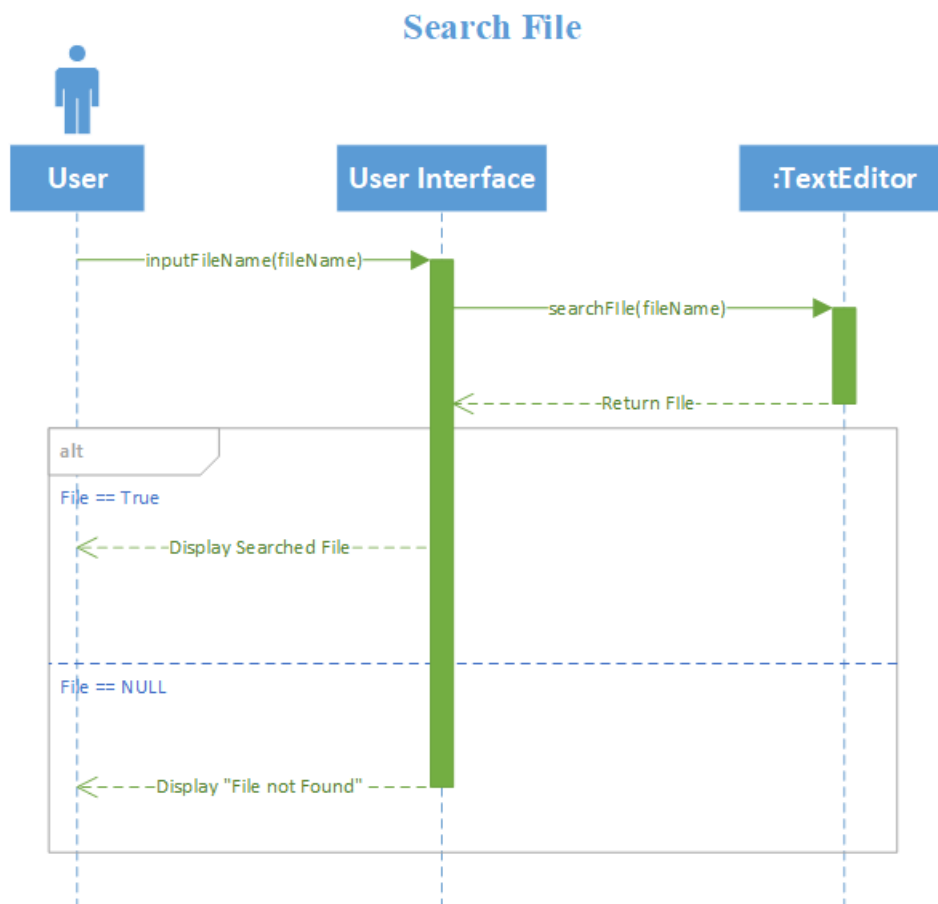 Search File
User
User Interface
:TextEditor
inputFileName(fileName)
searchFIle(fileName)
Return FIle
alt
File == True
Display Searched File
File == NULL
Display "File not Found"